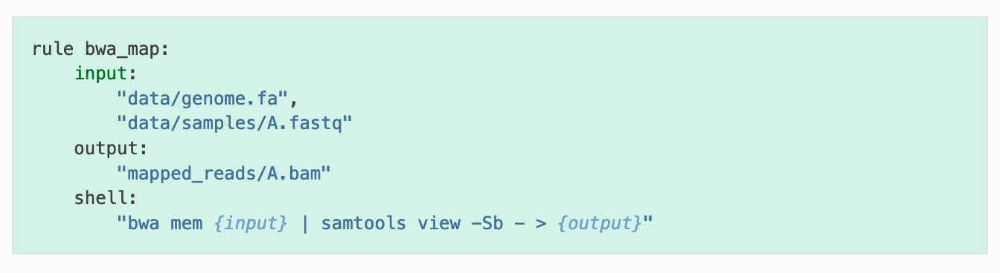 rule bwa_map:
    input:
        "data/genome.fa",
        "data/samples/A.fastq"
    output:
        "mapped_reads/A.bam"
    shell:
        "bwa mem {input} | samtools view -Sb - > {output}"